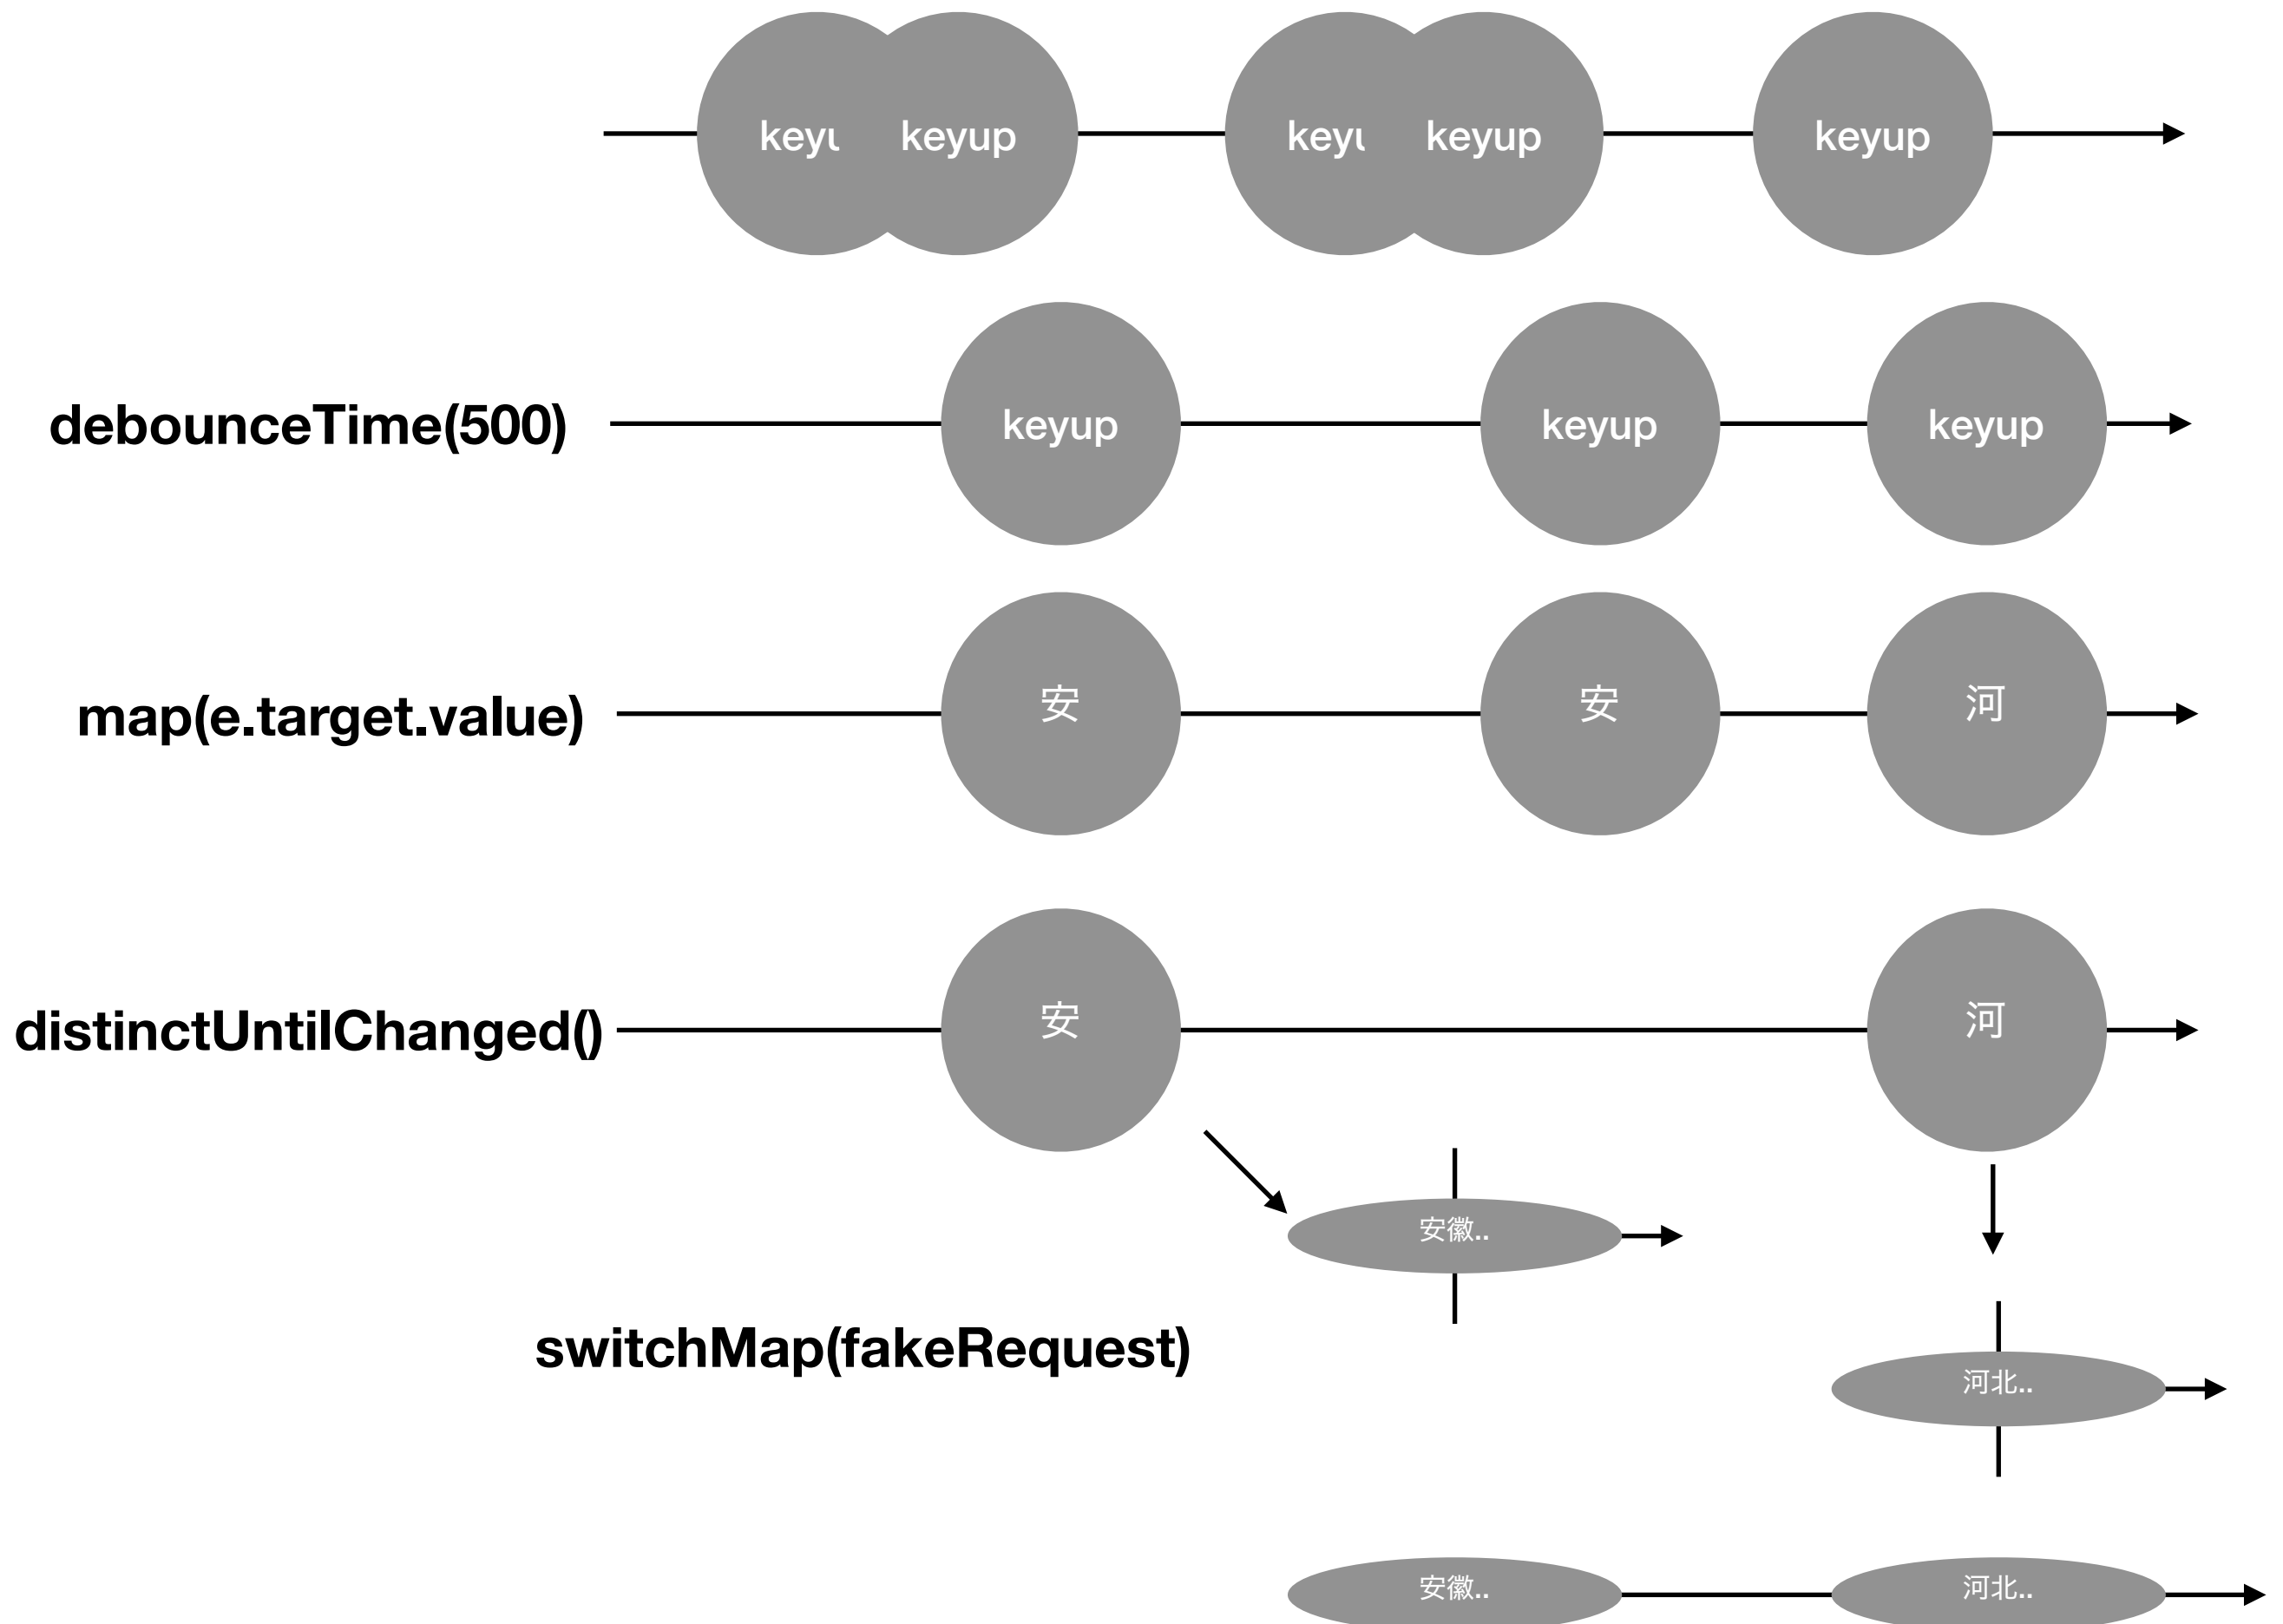 keyu keyup keyu keyup keyup
debounceTime(500) keyup keyup keyup
map(e.target.value) 安 安 河
distinctUntilChanged() 安 河
安徽..
switchMap(fakeRequest)
河北..
安徽.. 河北..